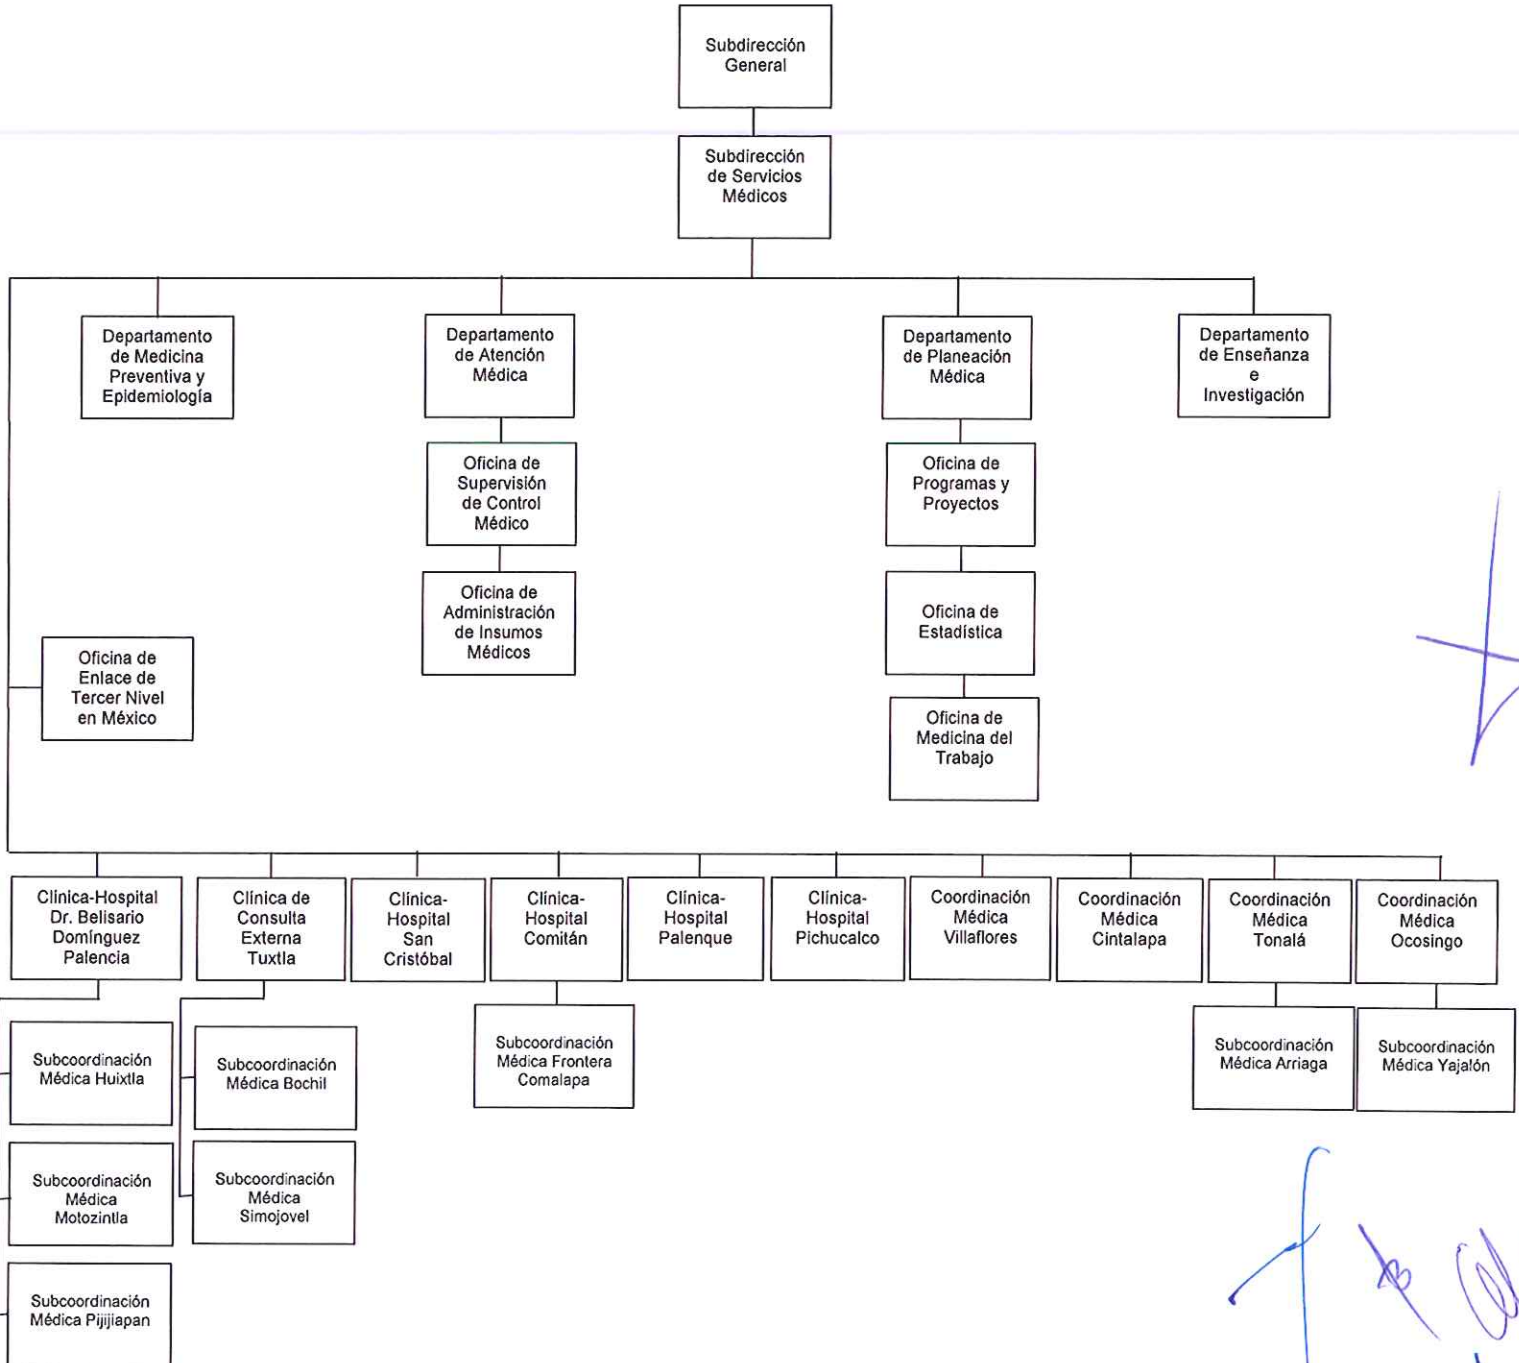 Subdirección
General
Subdirección
de Servicios
Médicos
Departamento
de Medicina
Preventiva y
Epidemiología
Departamento
de Atención
Médica
Departamento
de Planeación
Médica
Departamento
de Enseñanza
e
Investigación
Oficina de
Supervisión
de Control
Médico
Oficina de
Programas y
Proyectos
Oficina de
Administración
de Insumos
Médicos
Oficina de
Estadística
Oficina de
Enlace de
Tercer Nivel
en México
Oficina de
Medicina del
Trabajo
Clínica-Hospital
Dr. Belisario
Domínguez
Palencia
Clínica de
Consulta
Externa
Tuxtla
Clínica-
Hospital
San
Cristóbal
Clínica-
Hospital
Comitán
Clínica-
Hospital
Palenque
Clínica-
Hospital
Pichucalco
Coordinación
Médica
Villaflores
Coordinación
Médica
Cintalapa
Coordinación
Médica
Tonalá
Coordinación
Médica
Ocosingo
Subcoordinación
Médica Huixtla
Subcoordinación
Médica Bochil
Subcoordinación
Médica Frontera
Comalapa
Subcoordinación
Médica Arriaga
Subcoordinación
Médica Yajalón
Subcoordinación
Médica
Motozintla
Subcoordinación
Médica
Simojovel
Subcoordinación
Médica Pijijiapan